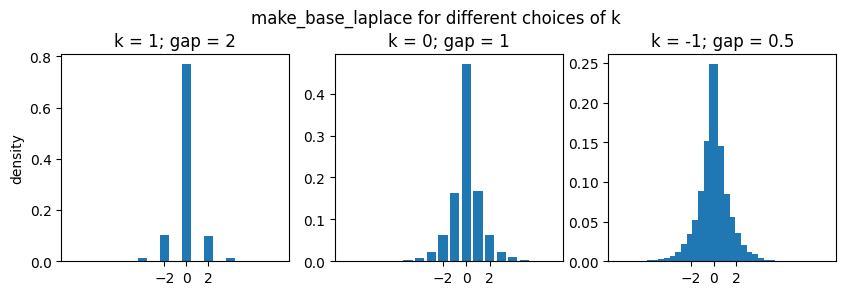 make_base_laplace for different choices of k
k = 1; gap = 2
k = 0; gap = 1
k = -1; gap = 0.5
density
0.8
0.6
0.4
0.2
0.0
−2 0 2
0.4
0.3
0.2
0.1
0.0
−2 0 2
0.25
0.20
0.15
0.10
0.05
0.00
−2 0 2